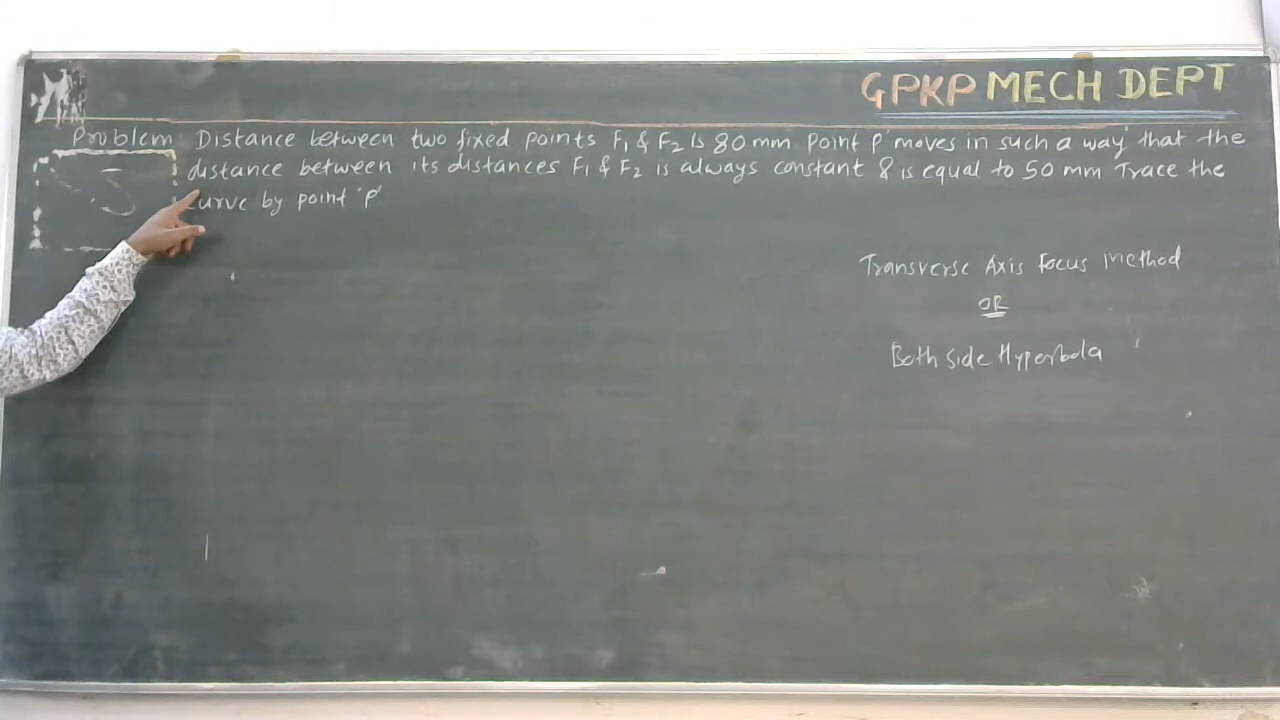 GPKP MECH DEPT
Problem: Distance between two fixed points F₁ & F₂ is 80 mm. Point 'P' moves in such a way that the
distance between its distances F₁ & F₂ is always constant & is equal to 50 mm Trace the
curve by point 'P'
Transverse Axis Focus Method
OR
Both side Hyperbola